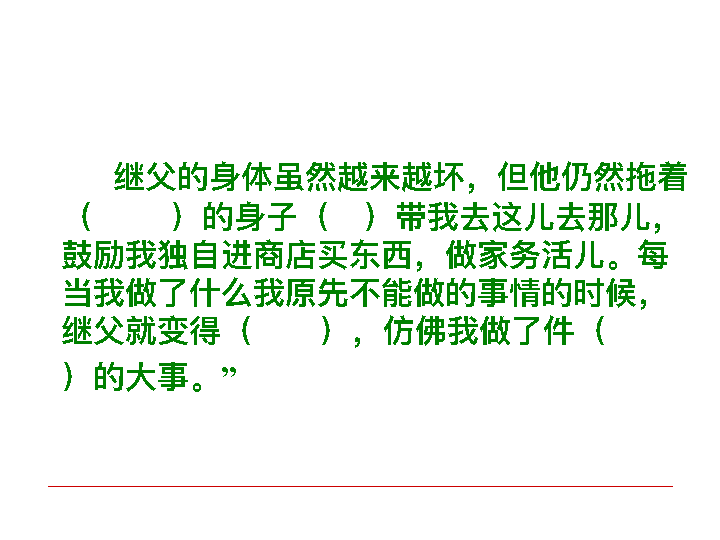 继父的身体虽然越来越坏，但他仍然拖着
（　　）的身子（　）带我去这儿去那儿，
鼓励我独自进商店买东西，做家务活儿。每
当我做了什么我原先不能做的事情的时候，
继父就变得（　　），仿佛我做了件（
）的大事。”